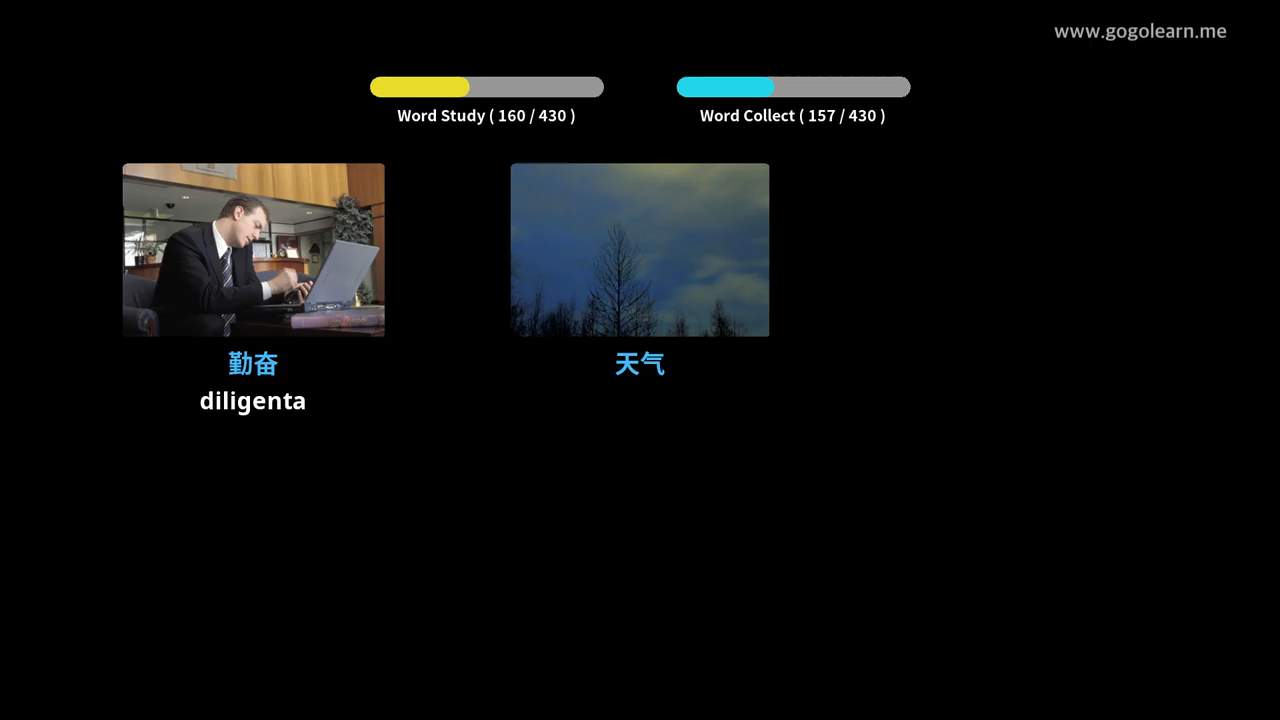 www.gogolearn.me
Word Study ( 160 / 430 )
Word Collect ( 157 / 430 )
勤奋
diligenta
天气